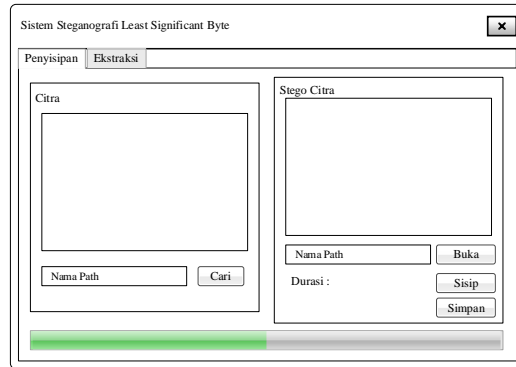 Sistem Steganografi Least Significant Byte
Penyisipan
Ekstraksi
Citra
Nama Path
Cari
Stego Citra
Nama Path
Buka
Durasi :
Sisip
Simpan